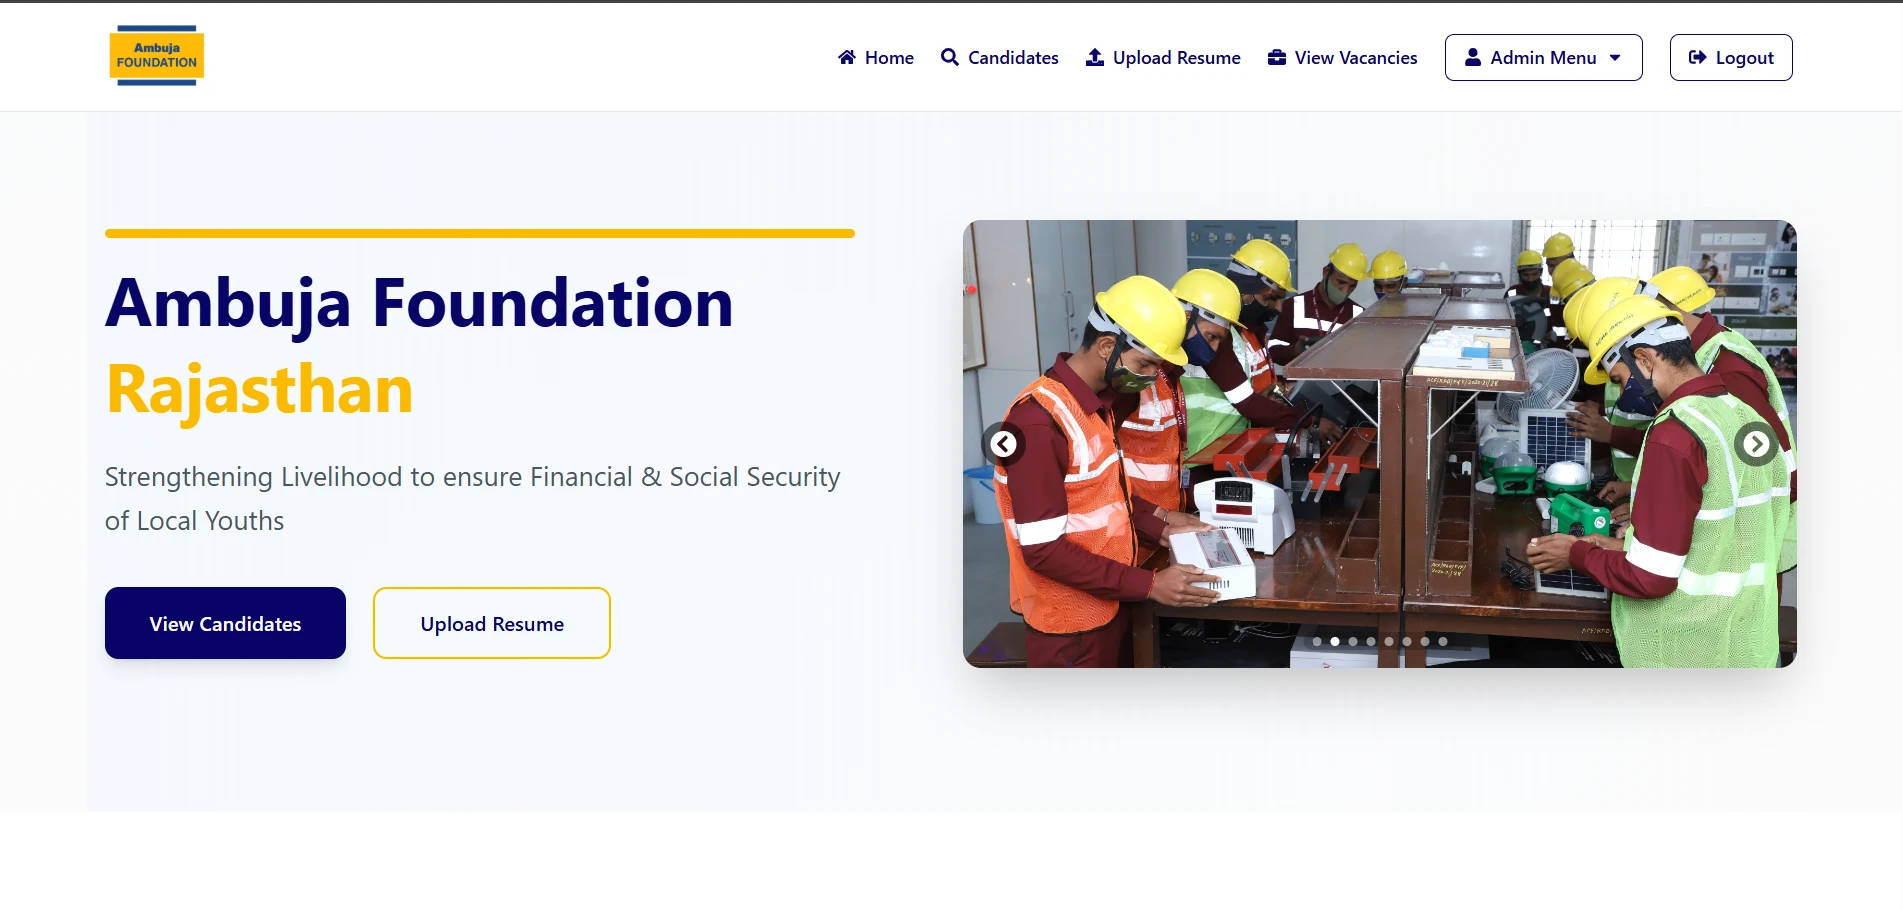 Ambuja
FOUNDATION
Home
Candidates
Upload Resume
View Vacancies
Admin Menu
Logout
Ambuja Foundation
Rajasthan
Strengthening Livelihood to ensure Financial & Social Security
of Local Youths
View Candidates
Upload Resume